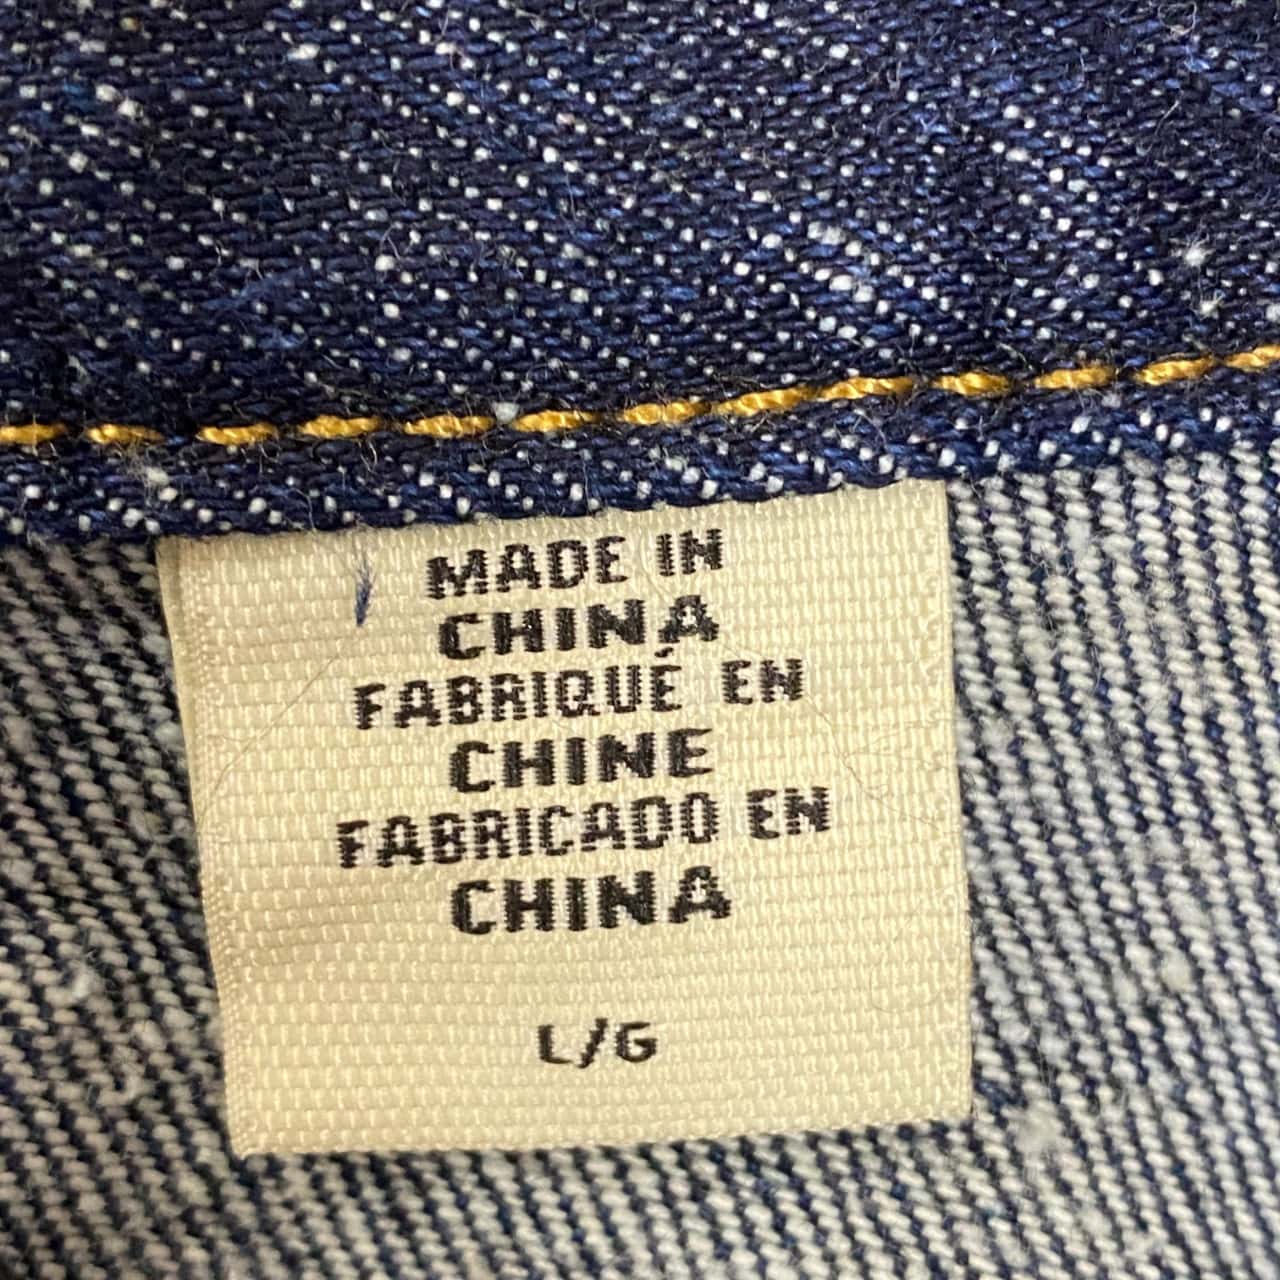 MADE IN
CHINA
FABRIQUÉ EN
CHINE
FABRICADO EN
CHINA
L/G